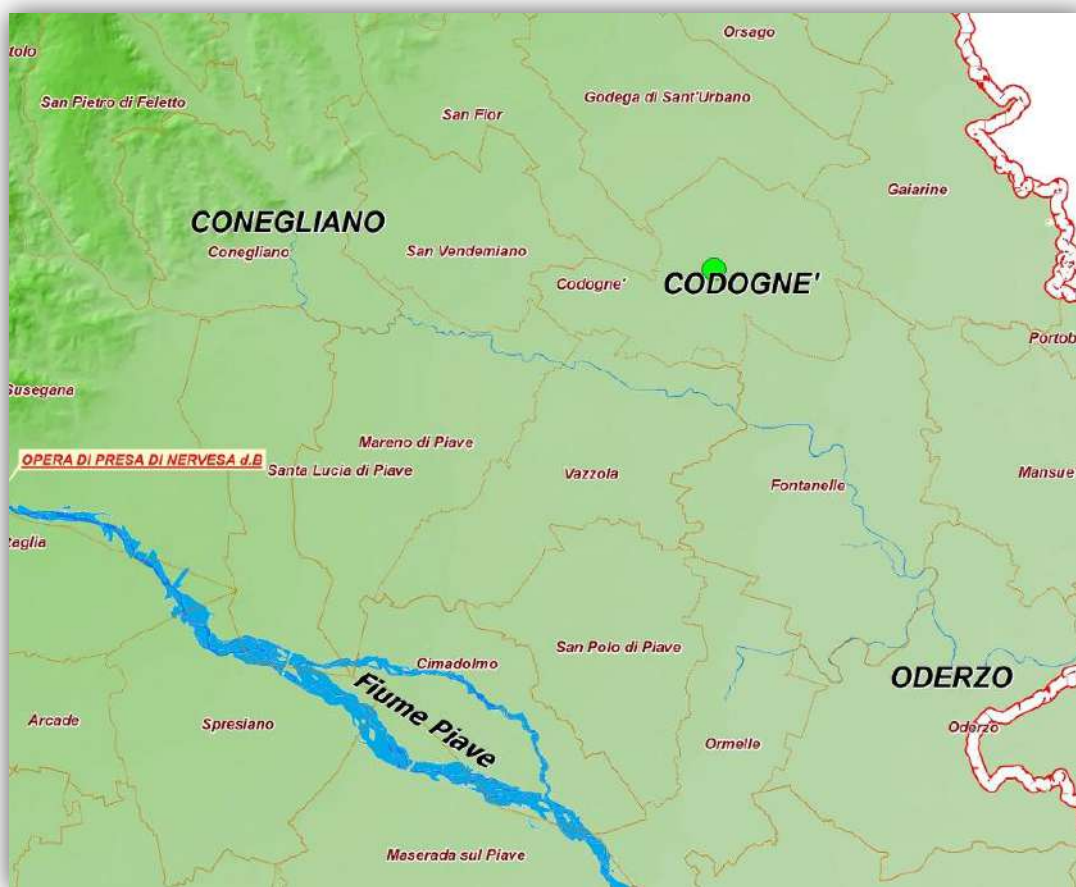 Orsago
tolo
San Pietro di Feletto
Godega di Sant'Urbano
San Fior
Gaiarine
CONEGLIANO
Conegliano
San Vendemiano
Codogne'
CODOGNE'
Portob
Susegana
Mareno di Piave
OPERA DI PRESA DI NERVESA d.B
Santa Lucia di Piave
Vazzola
Fontanelle
Mansue
taglia
San Polo di Piave
Cimadolmo
ODERZO
Fiume Piave
Arcade
Spresiano
Ormelle
Oderzo
Maserada sul Piave